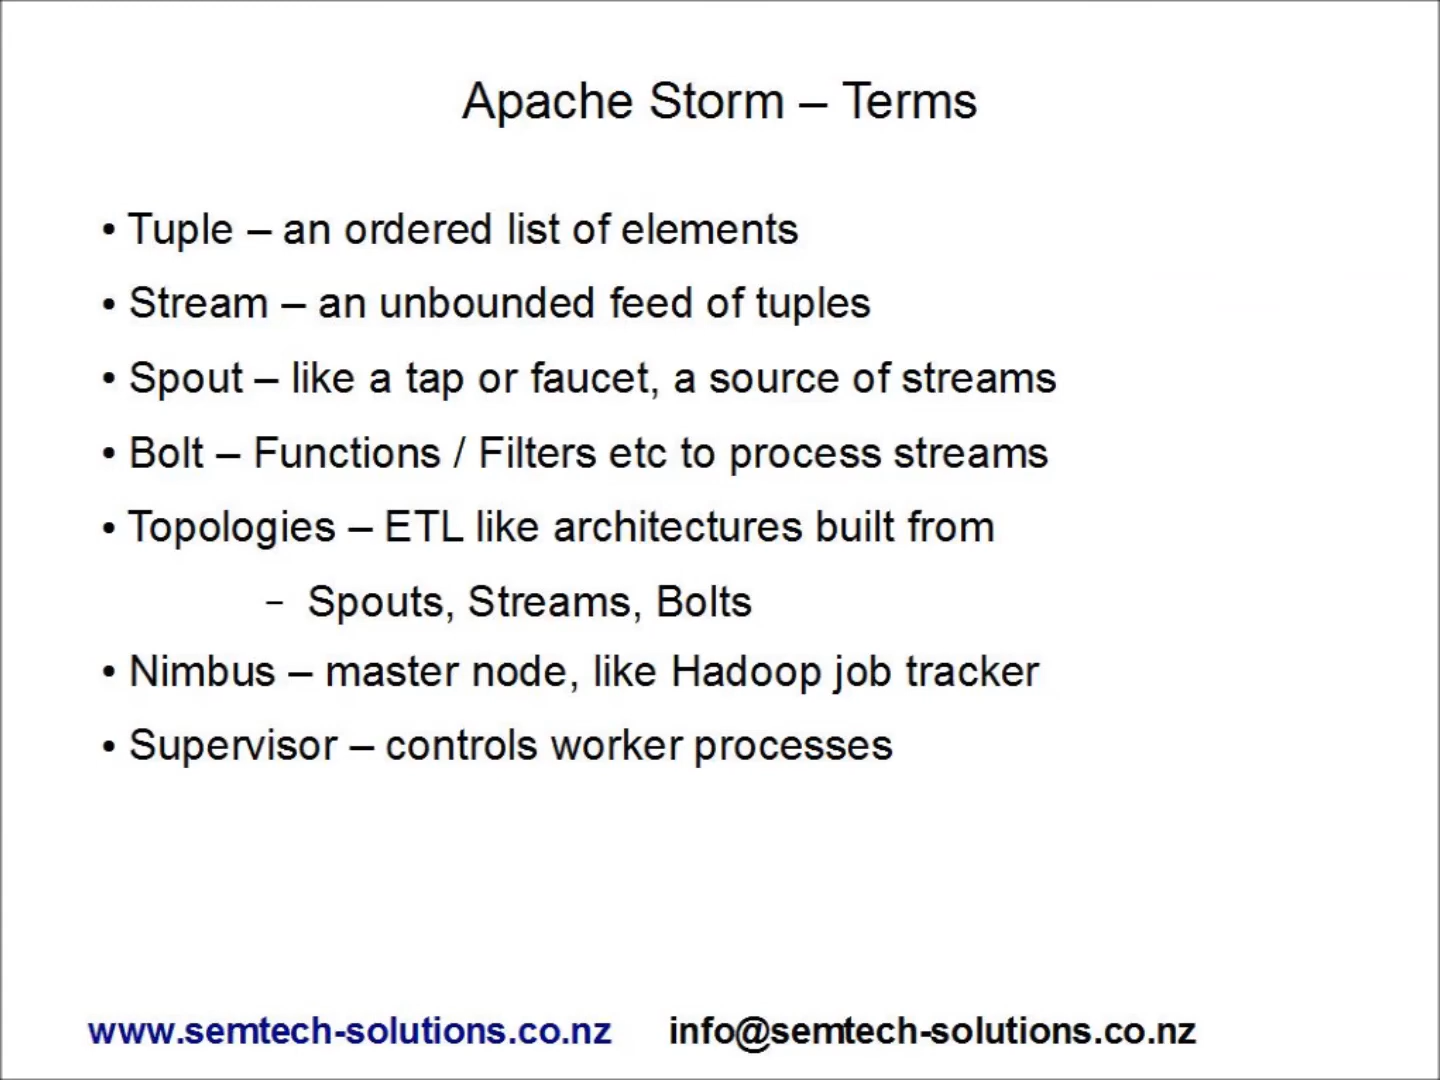 Apache Storm – Terms
• Tuple – an ordered list of elements
• Stream – an unbounded feed of tuples
• Spout – like a tap or faucet, a source of streams
• Bolt – Functions / Filters etc to process streams
• Topologies – ETL like architectures built from
– Spouts, Streams, Bolts
• Nimbus – master node, like Hadoop job tracker
• Supervisor – controls worker processes
www.semtech-solutions.co.nz info@semtech-solutions.co.nz